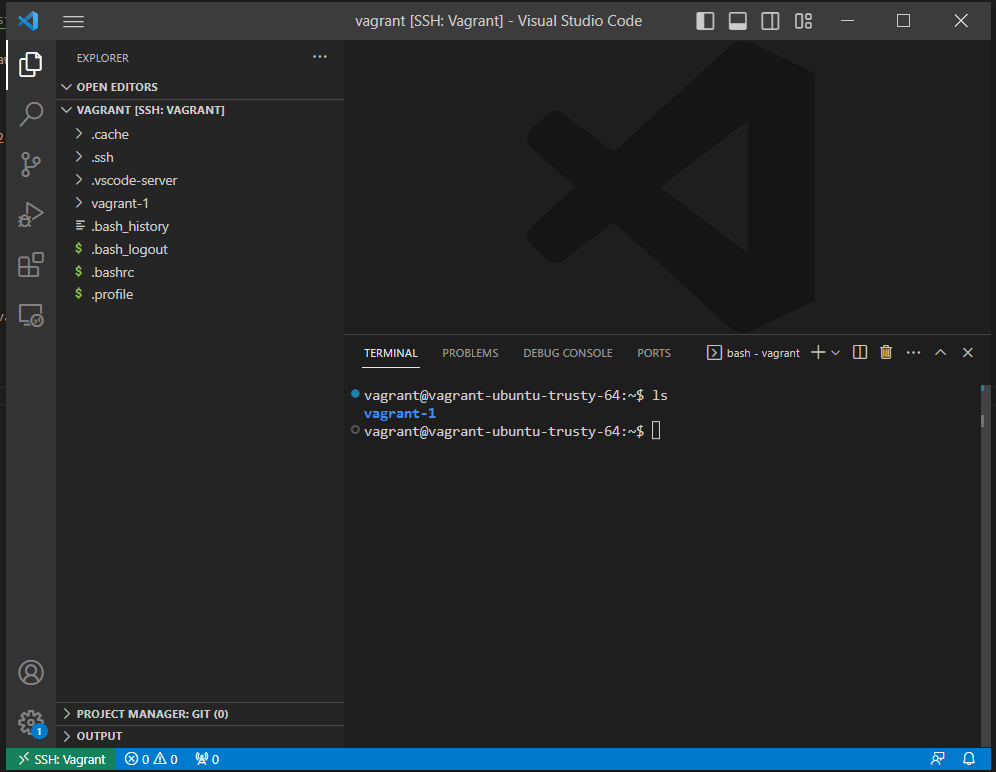 vagrant [SSH: Vagrant] - Visual Studio Code
EXPLORER
OPEN EDITORS
VAGRANT [SSH: VAGRANT]
.cache
.ssh
.vscode-server
vagrant-1
.bash_history
$ .bash_logout
$ .bashrc
$ .profile
TERMINAL PROBLEMS DEBUG CONSOLE PORTS bash - vagrant
vagrant@vagrant-ubuntu-trusty-64:~$ ls
vagrant-1
vagrant@vagrant-ubuntu-trusty-64:~$
PROJECT MANAGER: GIT (0)
1
OUTPUT
SSH: Vagrant 0 0 0